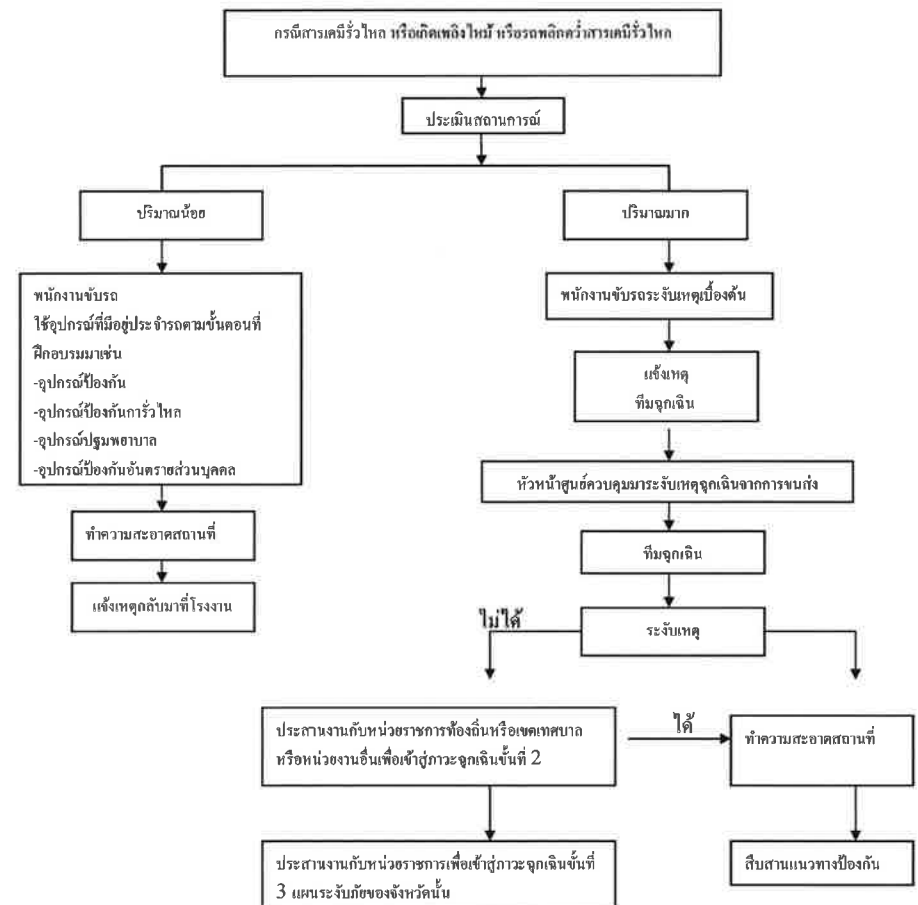 กรณีสารเคมีรั่วไหล หรือเกิดเพลิงไหม้ หรือรถพลิกคว่ำสารเคมีรั่วไหล
ประเมินสถานการณ์
ปริมาณน้อย
ปริมาณมาก
พนักงานขับรถ
ใช้อุปกรณ์ที่มีอยู่ประจำรถตามขั้นตอนที่
ฝึกอบรมมาเช่น
-อุปกรณ์ป้องกัน
-อุปกรณ์ป้องกันการั่วไหล
-อุปกรณ์ปฐมพยาบาล
-อุปกรณ์ป้องกันอันตรายส่วนบุคคล
ทำความสะอาดสถานที่
แจ้งเหตุกลับมาที่โรงงาน
พนักงานขับรถระงับเหตุเบื้องต้น
แจ้งเหตุ
ทีมฉุกเฉิน
หัวหน้าศูนย์ควบคุมมาระงับเหตุฉุกเฉินจากการขนส่ง
ทีมฉุกเฉิน
ระงับเหตุ
ไม่ได้
ประสานงานกับหน่วยราชการท้องถิ่นหรือเขตเทศบาล
หรือหน่วยงานอื่นเพื่อเข้าสู่ภาวะฉุกเฉินขั้นที่ 2
ได้
ทำความสะอาดสถานที่
ประสานงานกับหน่วยราชการเพื่อเข้าสู่ภาวะฉุกเฉินขั้นที่
3 แผนระงับภัยของจังหวัดนั้น
สืบสานแนวทางป้องกัน